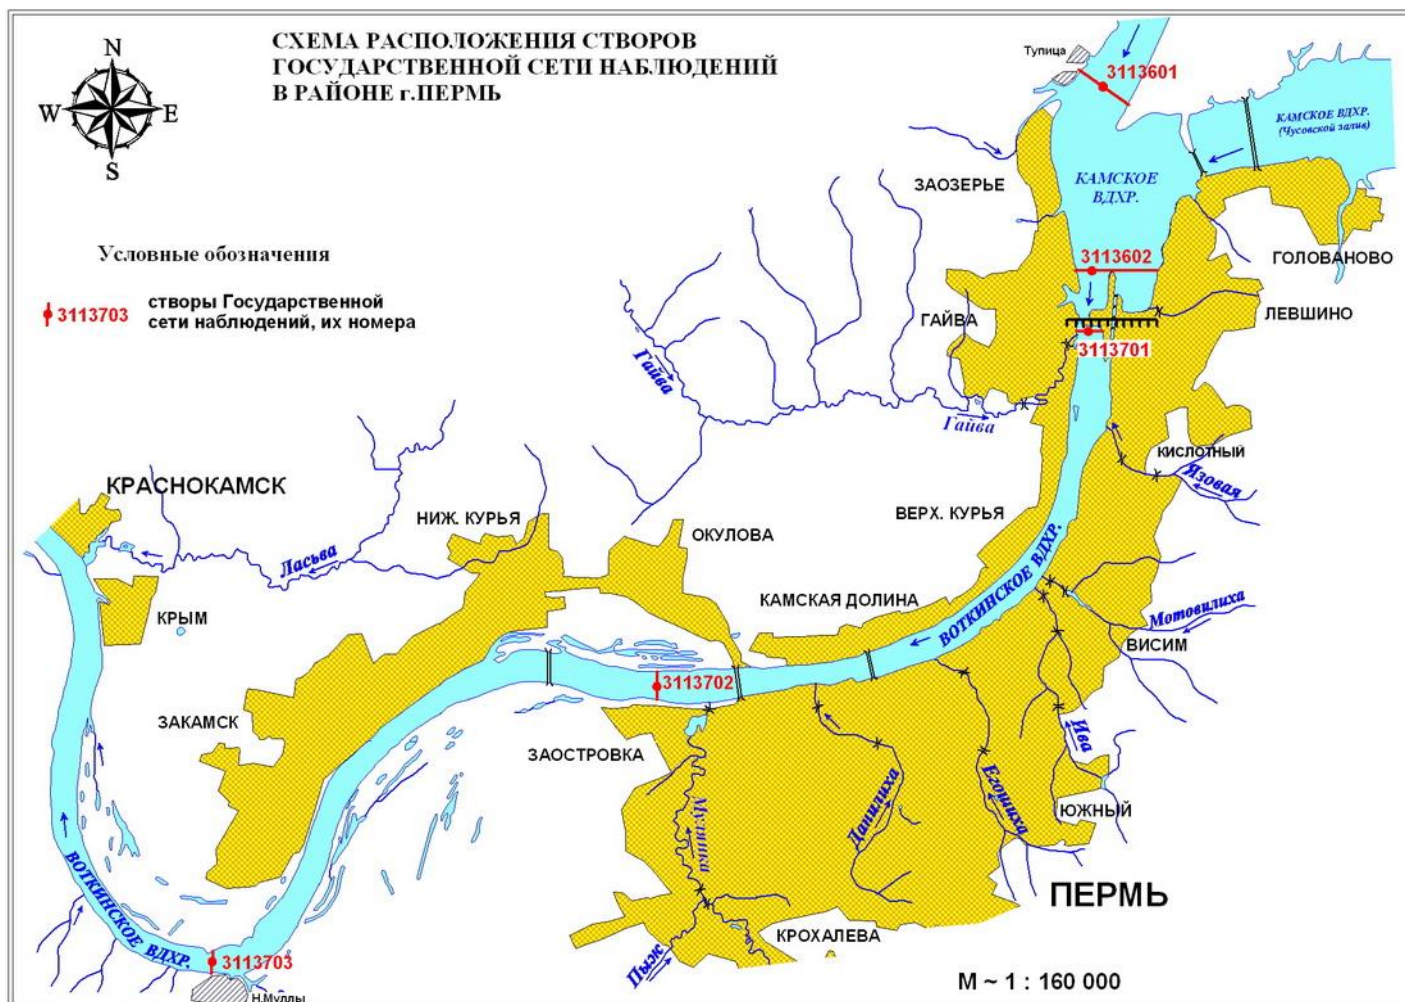 СХЕМА РАСПОЛОЖЕНИЯ СТВОРОВ
ГОСУДАРСТВЕННОЙ СЕТИ НАБЛЮДЕНИЙ
В РАЙОНЕ г.ПЕРМЬ
N
W
E
S
Условные обозначения
3113703
створы Государственной
сети наблюдений, их номера
Тупица
3113601
КАМСКОЕ ВДХР.
(Чусовской залив)
ЗАОЗЕРЬЕ
КАМСКОЕ
ВДХР.
3113602
ГОЛОВАНОВО
ГАЙВА
ЛЕВШИНО
3113701
Гайва
Гайва
КИСЛОТНЫЙ
Язовая
КРАСНОКАМСК
НИЖ. КУРЬЯ
ОКУЛОВА
ВЕРХ. КУРЬЯ
Ласьва
ВОТКИНСКОЕ ВДХР.
КРЫМ
КАМСКАЯ ДОЛИНА
Мотовилиха
ВИСИМ
3113702
ЗАКАМСК
ЗАОСТРОВКА
Ива
Мулянка
Данилиха
Егошиха
ЮЖНЫЙ
ВОТКИНСКОЕ ВДХР.
ПЕРМЬ
КРОХАЛЕВА
Пыж
3113703
Н.Муллы
М ~ 1 : 160 000